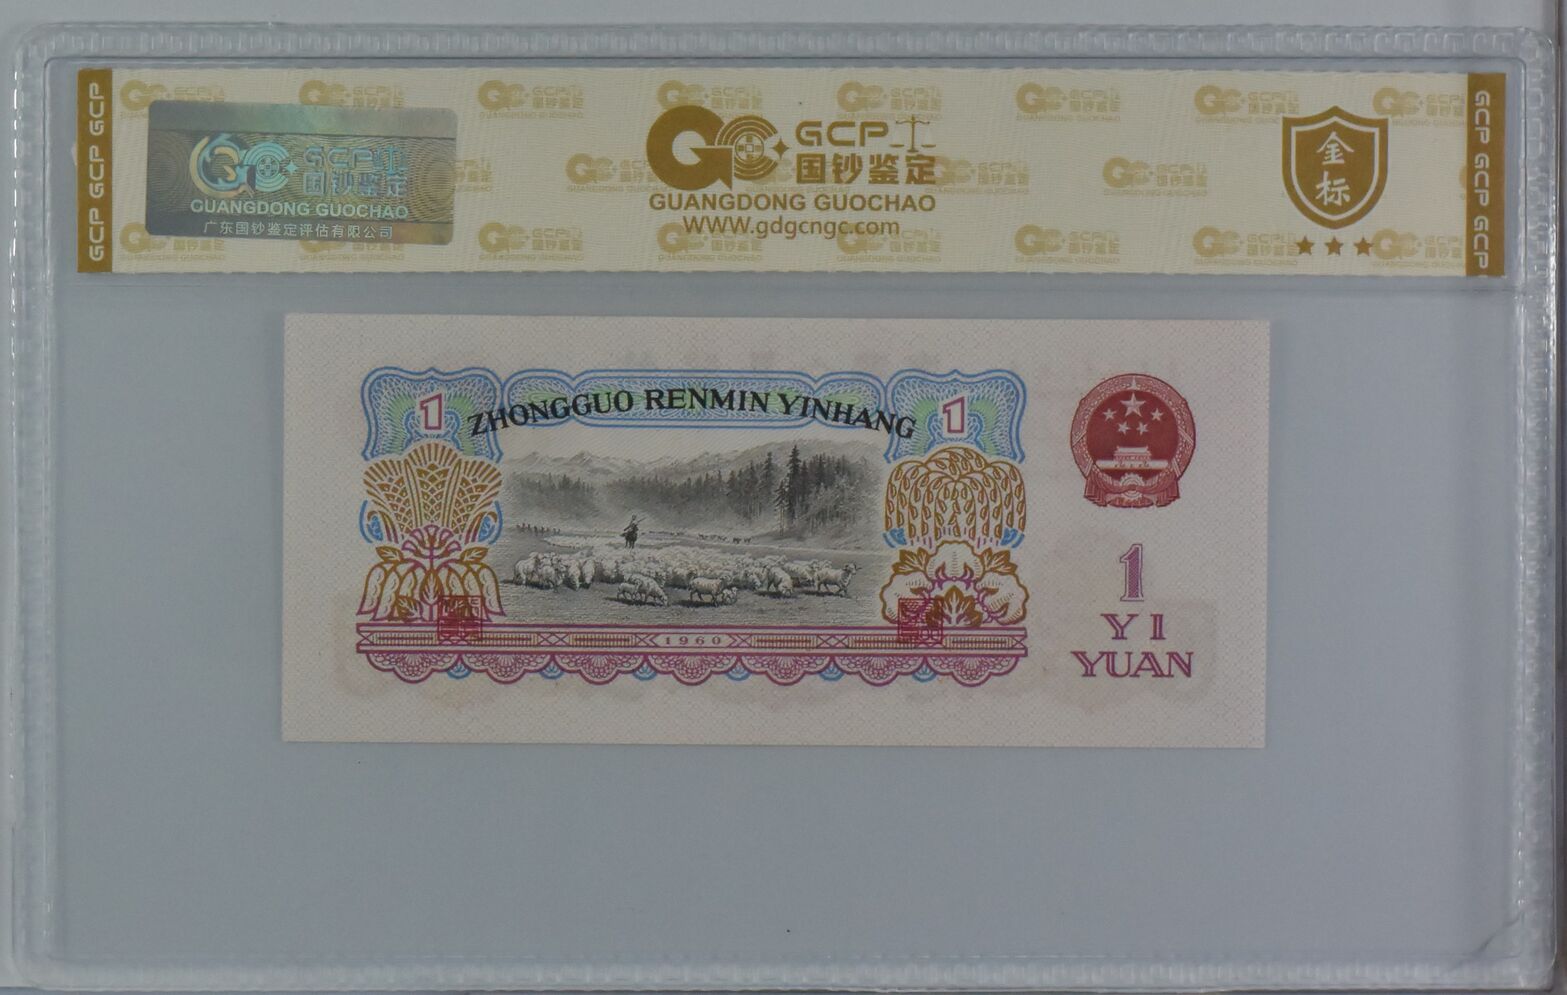 GCP GCP GCP
GCP
国钞鉴定
GUANGDONG GUOCHAO
广东国钞鉴定评估有限公司
GCP
国钞鉴定
GUANGDONG GUOCHAO
WWW.gdgcngc.com
金标
GCP GCP GCP
1 ZHONGGUO RENMIN YINHANG 1
1960
1
YI
YUAN